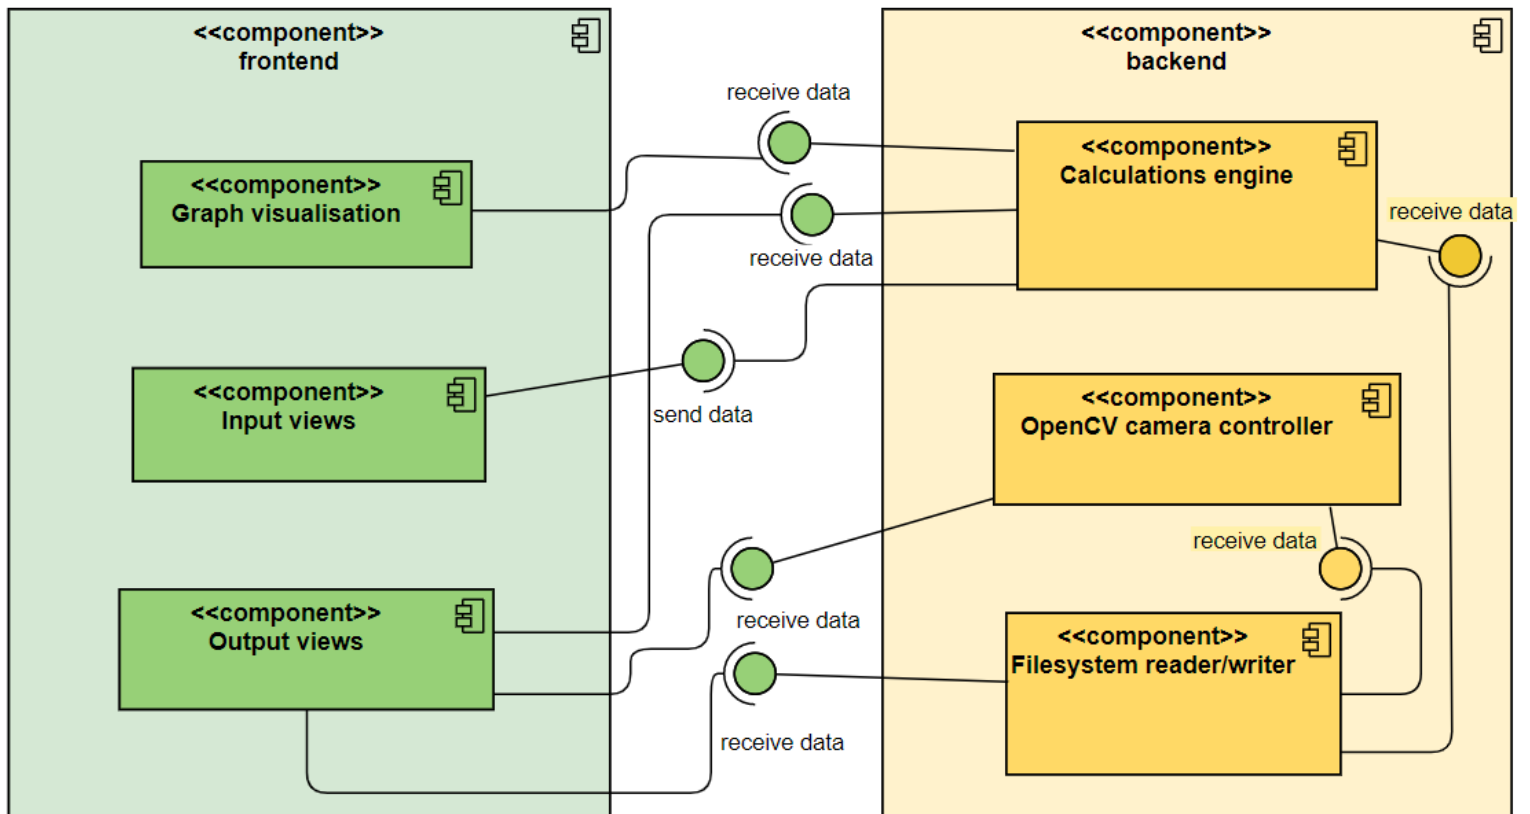 <<component>>
frontend
<<component>>
Graph visualisation
<<component>>
Input views
<<component>>
Output views
receive data
receive data
send data
receive data
receive data
<<component>>
backend
<<component>>
Calculations engine
receive data
<<component>>
OpenCV camera controller
receive data
<<component>>
Filesystem reader/writer